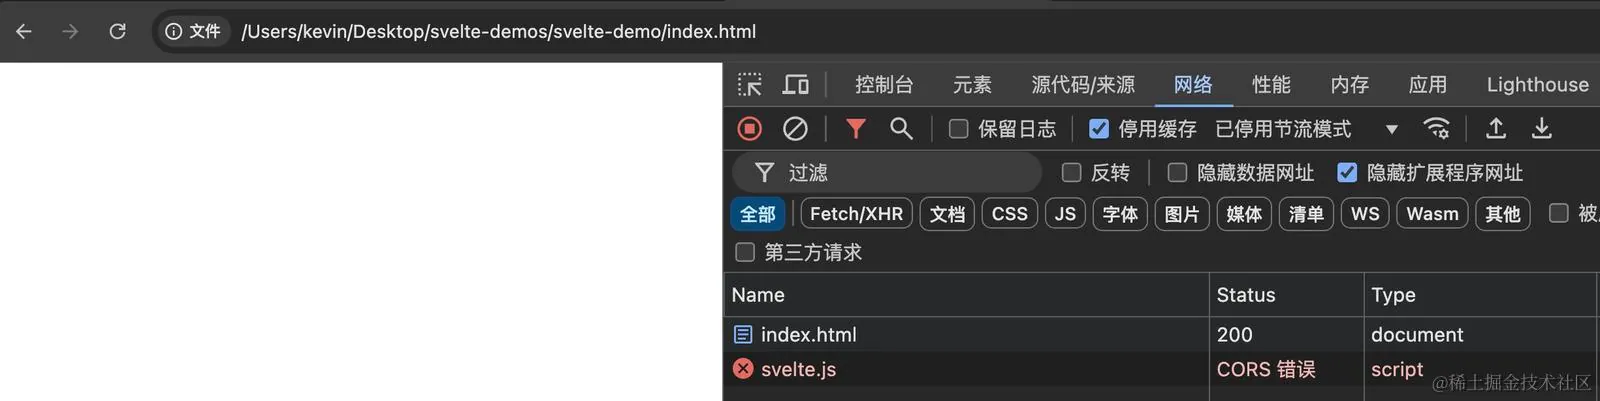 文件 /Users/kevin/Desktop/svelte-demos/svelte-demo/index.html
控制台 元素 源代码/来源 网络 性能 内存 应用 Lighthouse
保留日志 停用缓存 已停用节流模式
过滤 反转 隐藏数据网址 隐藏扩展程序网址
全部 Fetch/XHR 文档 CSS JS 字体 图片 媒体 清单 WS Wasm 其他
第三方请求
Name Status Type
index.html 200 document
svelte.js CORS 错误 script
@稀土掘金技术社区